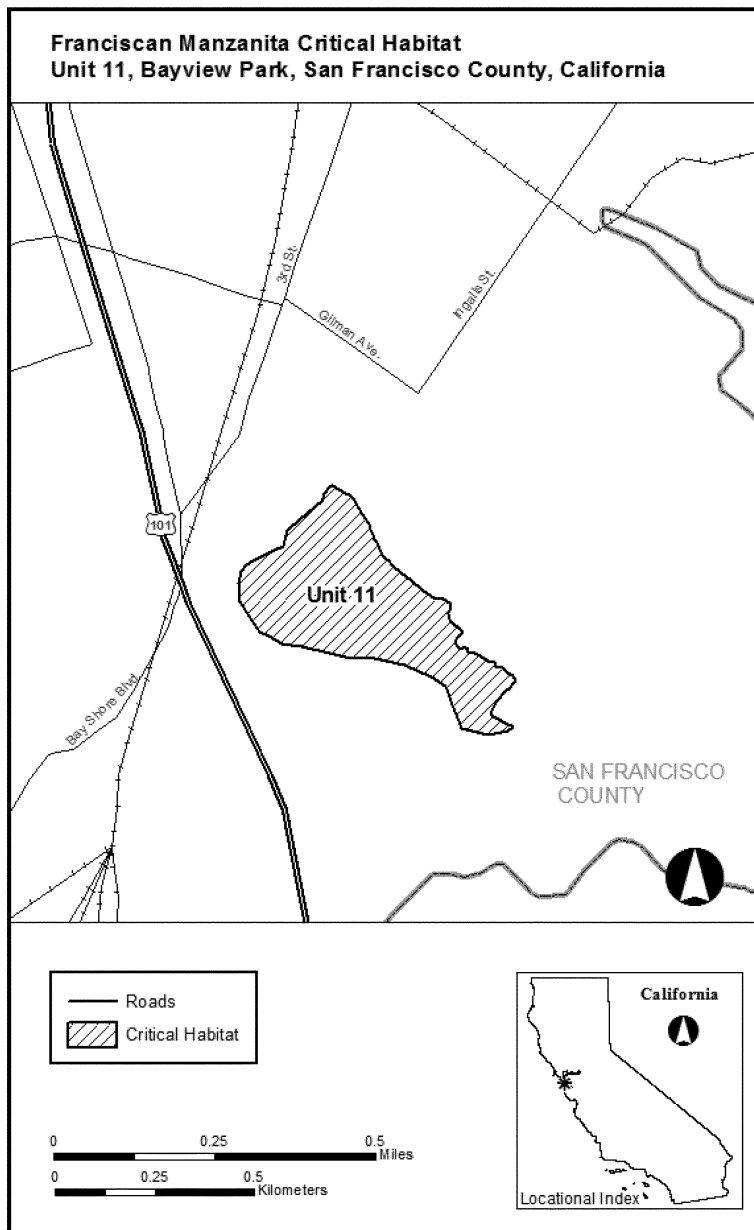 Franciscan Manzanita Critical Habitat
Unit 11, Bayview Park, San Francisco County, California
3rd St.
Ingalls St.
Gilman Ave.
101
Unit 11
Bay Shore Blvd
SAN FRANCISCO
COUNTY
Roads
Critical Habitat
California
Locational Index
0 0.25 0.5
Miles
0 0.25 0.5
Kilometers